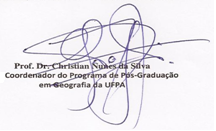 Prof. Dr. Christian Nunes da Silva
Coordenador do Programa de Pós-Graduação
em Geografia da UFPA